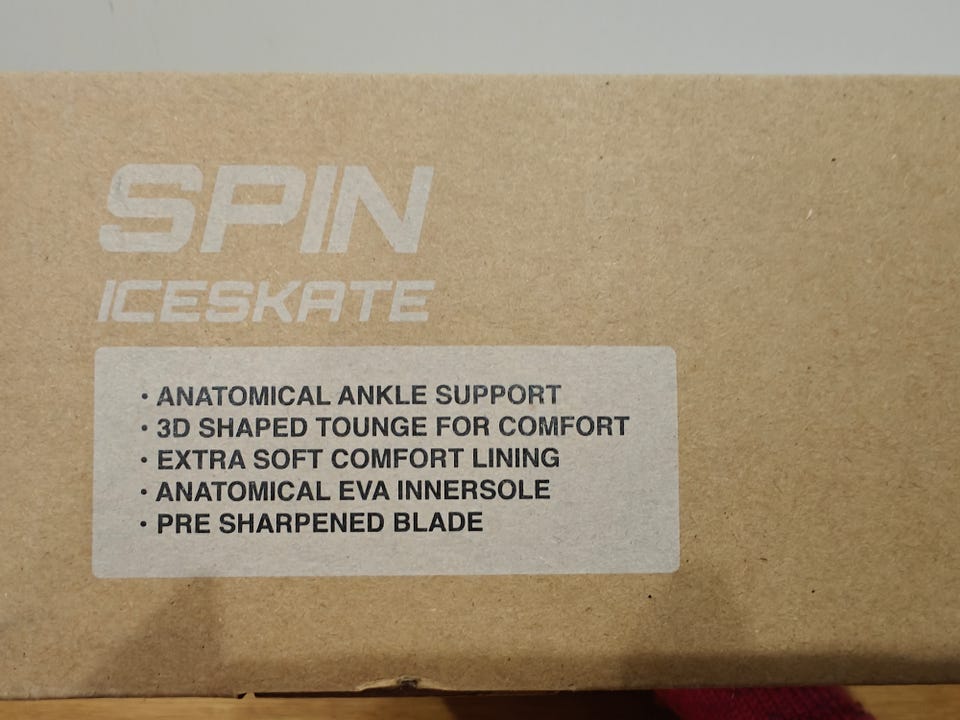 SPIN
ICESKATE
· ANATOMICAL ANKLE SUPPORT
· 3D SHAPED TOUNGE FOR COMFORT
· EXTRA SOFT COMFORT LINING
· ANATOMICAL EVA INNERSOLE
· PRE SHARPENED BLADE